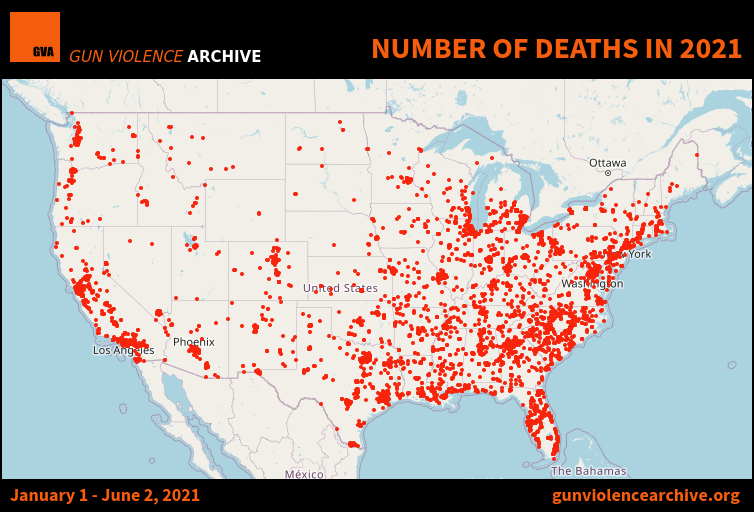 GVA
GUN VIOLENCE ARCHIVE
NUMBER OF DEATHS IN 2021
Ottawa
York
United States
Washington
Phoenix
Los Angeles
México
The Bahamas
January 1 - June 2, 2021
gunviolencearchive.org